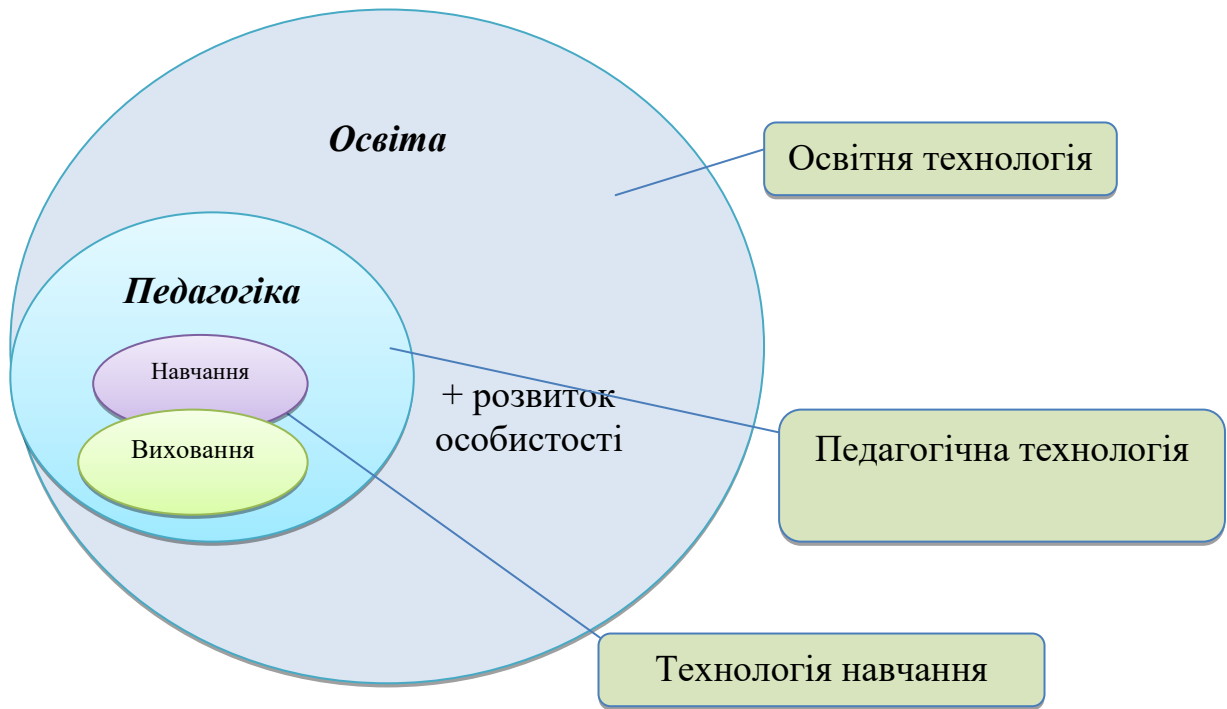 Освіта
Освітня технологія
Педагогіка
Навчання
Виховання
+ розвиток
особистості
Педагогічна технологія
Технологія навчання